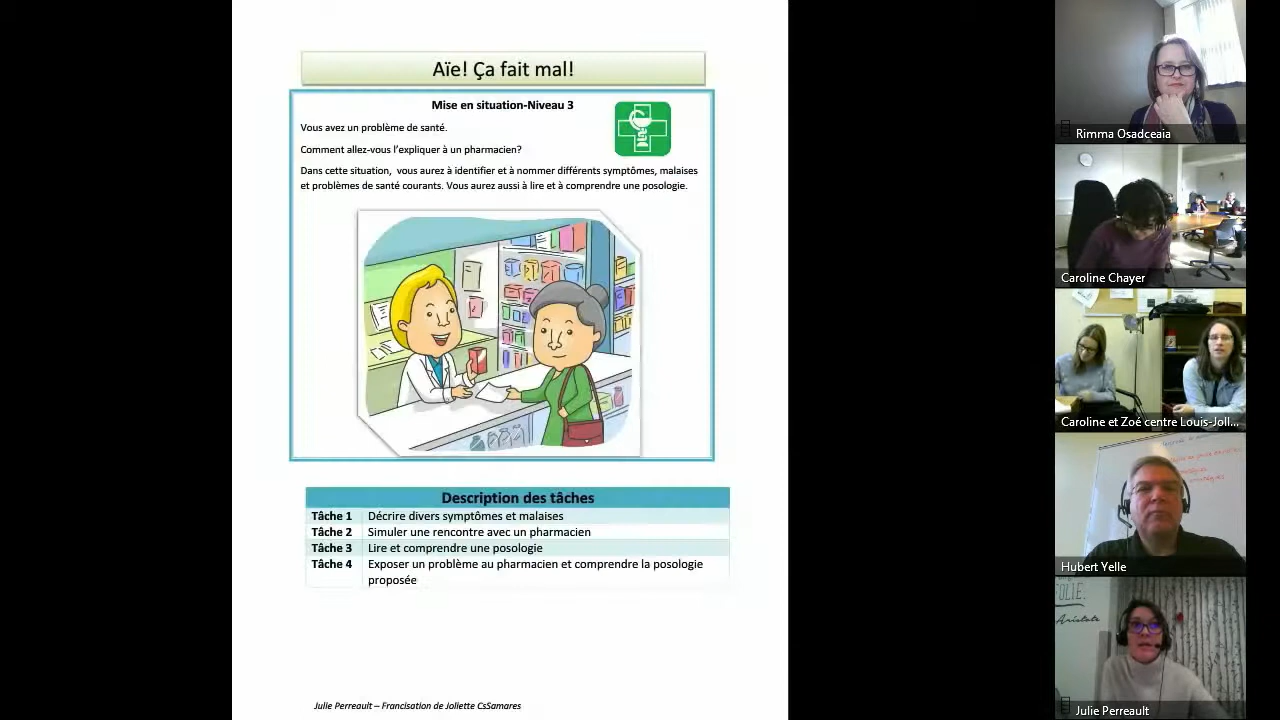 Aïe! Ça fait mal!
Mise en situation-Niveau 3
Vous avez un problème de santé.
Comment allez-vous l'expliquer à un pharmacien?
Dans cette situation, vous aurez à identifier et à nommer différents symptômes, malaises
et problèmes de santé courants. Vous aurez aussi à lire et à comprendre une posologie.
Description des tâches
Tâche 1 Décrire divers symptômes et malaises
Tâche 2 Simuler une rencontre avec un pharmacien
Tâche 3 Lire et comprendre une posologie
Tâche 4 Exposer un problème au pharmacien et comprendre la posologie
proposée
Julie Perreault – Francisation de Joliette CsSamares
Rimma Osadceaia
Caroline Chayer
Caroline et Zoé centre Louis-Joll...
Hubert Yelle
FOLIE.
Aristote
Julie Perreault